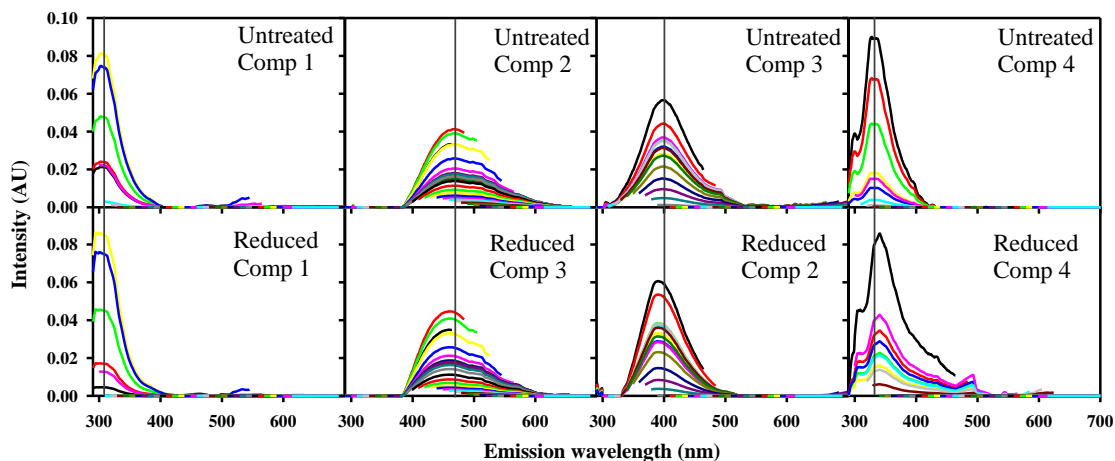 0.10
0.08
0.06
0.04
0.02
0.00
Untreated
Comp 1
Untreated
Comp 2
Untreated
Comp 3
Untreated
Comp 4
0.08
0.06
0.04
0.02
0.00
Reduced
Comp 1
Reduced
Comp 3
Reduced
Comp 2
Reduced
Comp 4
Intensity (AU)
300 400 500 600 300 400 500 600 300 400 500 600 300 400 500 600 700
Emission wavelength (nm)